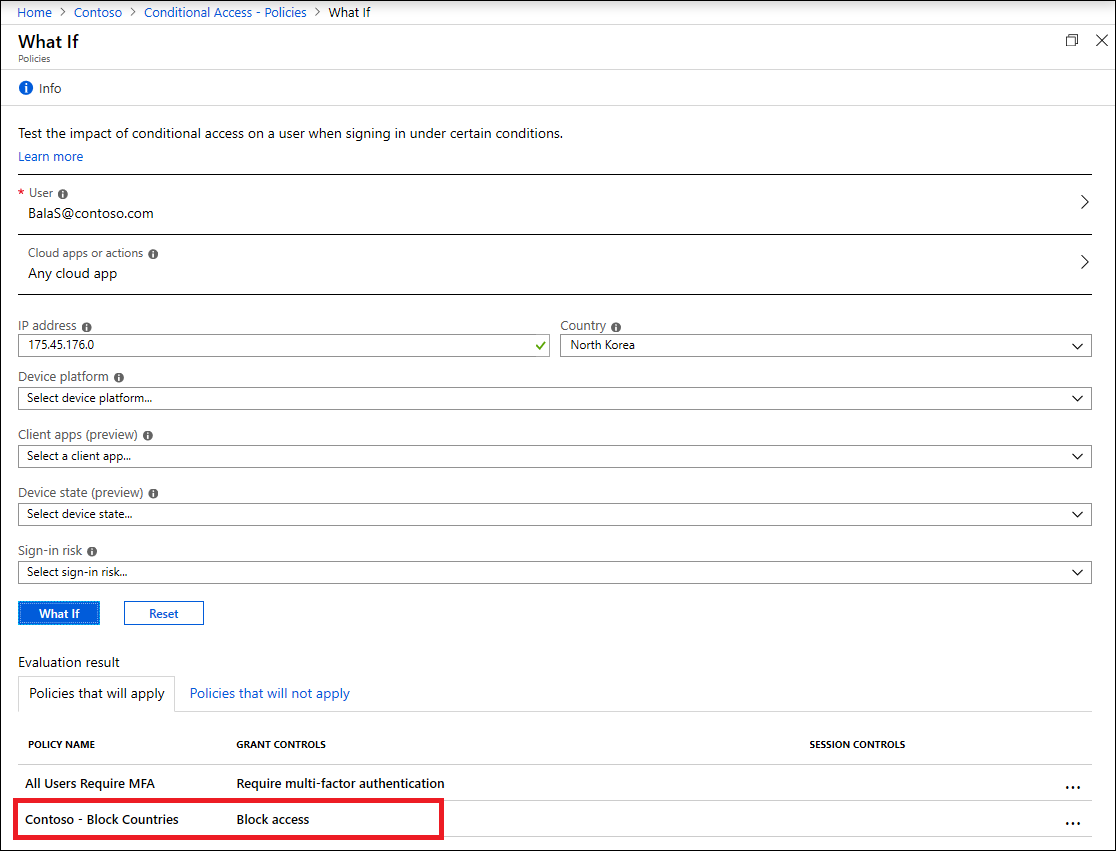 Home > Contoso > Conditional Access - Policies > What If
What If
Policies
Info
Test the impact of conditional access on a user when signing in under certain conditions.
Learn more
* User
BalaS@contoso.com
Cloud apps or actions
Any cloud app
IP address Country
175.45.176.0 North Korea
Device platform
Select device platform...
Client apps (preview)
Select a client app...
Device state (preview)
Select device state...
Sign-in risk
Select sign-in risk...
What If Reset
Evaluation result
Policies that will apply Policies that will not apply
POLICY NAME GRANT CONTROLS SESSION CONTROLS
All Users Require MFA Require multi-factor authentication ...
Contoso - Block Countries Block access ...